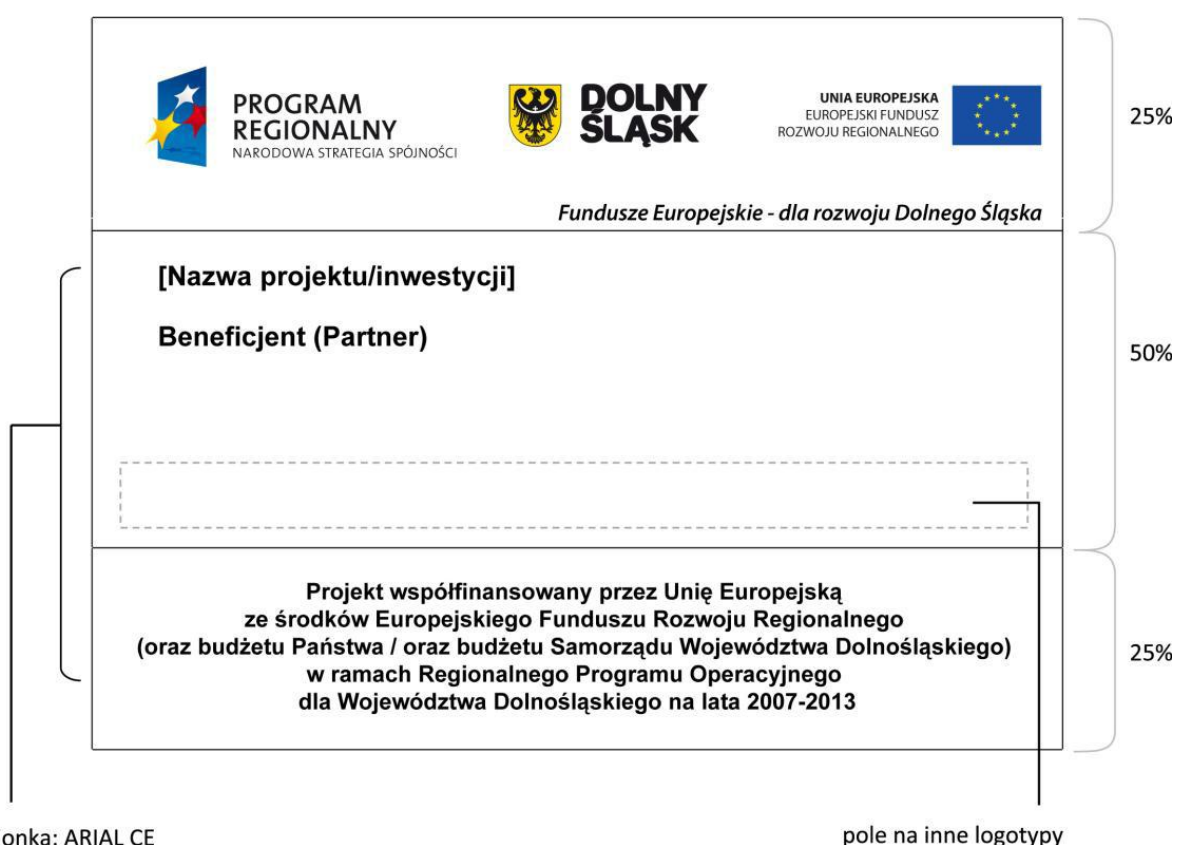 PROGRAM
REGIONALNY
NARODOWA STRATEGIA SPÓJNOŚCI
DOLNY
ŚLĄSK
UNIA EUROPEJSKA
EUROPEJSKI FUNDUSZ
ROZWOJU REGIONALNEGO
25%
Fundusze Europejskie - dla rozwoju Dolnego Śląska
[Nazwa projektu/inwestycji]
Beneficjent (Partner)
50%
Projekt współfinansowany przez Unię Europejską
ze środków Europejskiego Funduszu Rozwoju Regionalnego
(oraz budżetu Państwa / oraz budżetu Samorządu Województwa Dolnośląskiego)
w ramach Regionalnego Programu Operacyjnego
dla Województwa Dolnośląskiego na lata 2007-2013
25%
onka: ARIAL CE
pole na inne logotypy